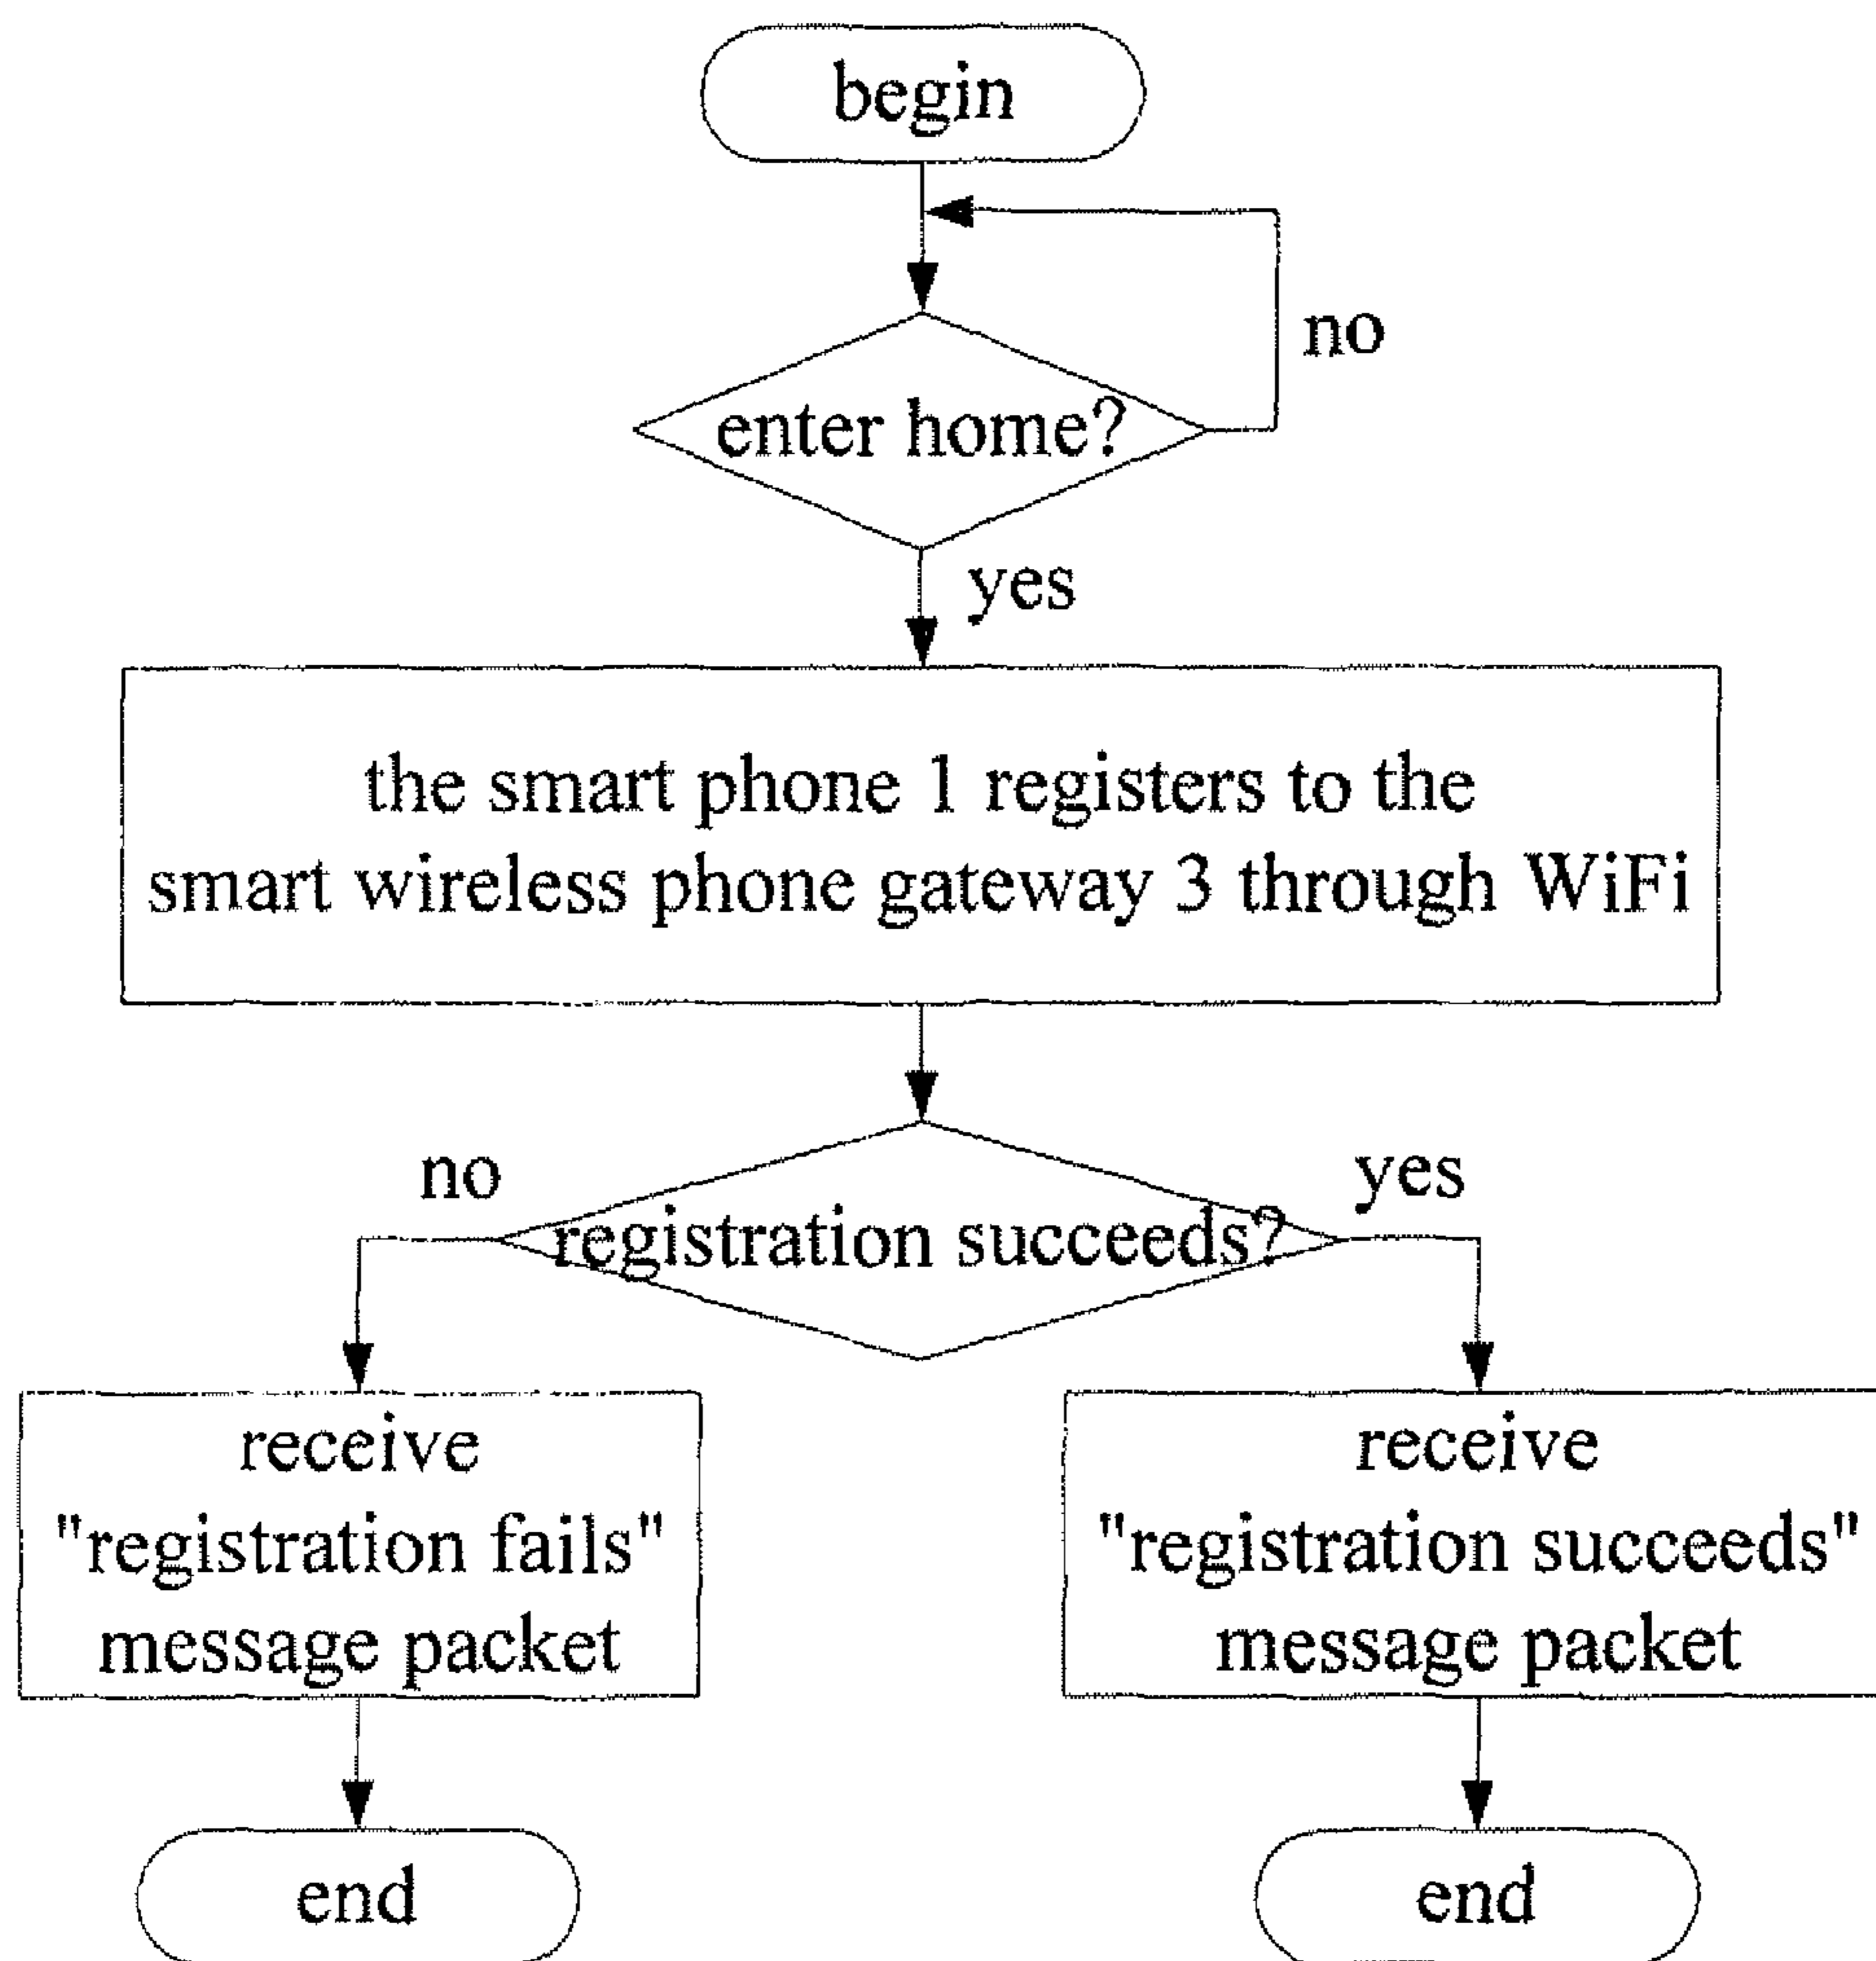 begin
no
enter home?
yes
the smart phone 1 registers to the
smart wireless phone gateway 3 through WiFi
no
yes
registration succeeds?
receive
"registration fails"
message packet
receive
"registration succeeds"
message packet
end
end